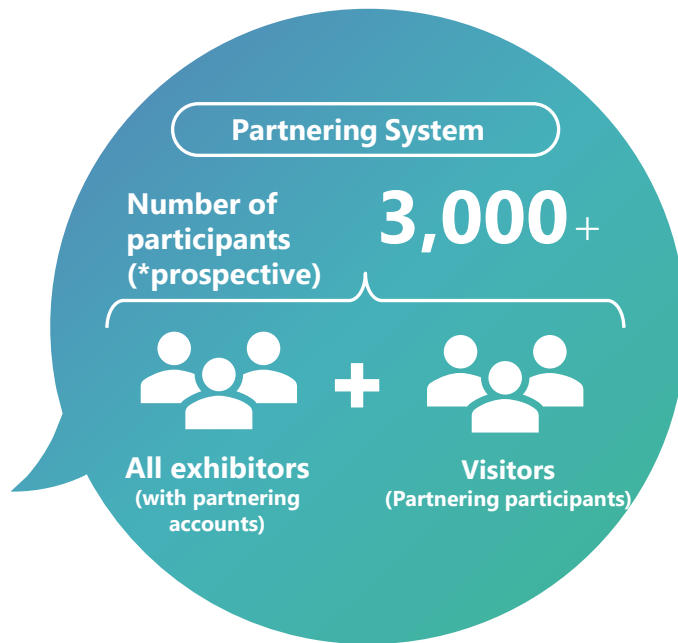 Partnering System
Number of
participants
(*prospective)
3,000+
All exhibitors
(with partnering
accounts)
Visitors
(Partnering participants)